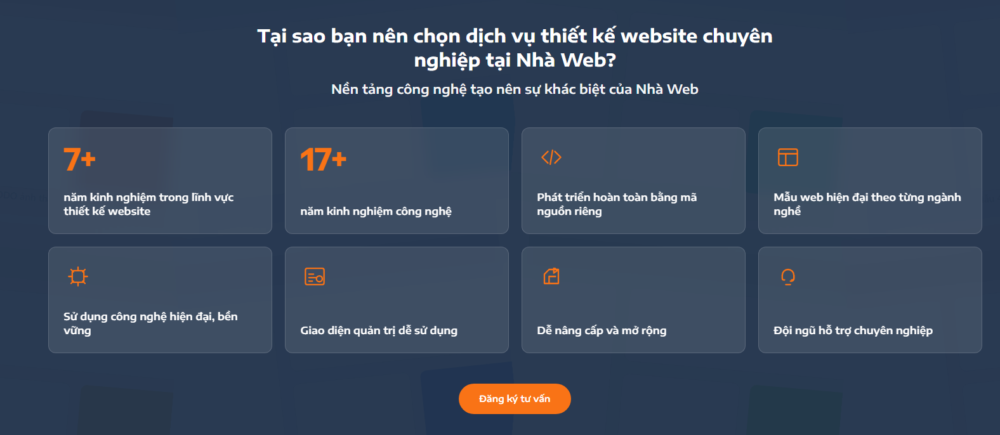 Tại sao bạn nên chọn dịch vụ thiết kế website chuyên
nghiệp tại Nhà Web?
Nền tảng công nghệ tạo nên sự khác biệt của Nhà Web
7+
năm kinh nghiệm trong lĩnh vực
thiết kế website
17+
năm kinh nghiệm công nghệ
Phát triển hoàn toàn bằng mã
nguồn riêng
Mẫu web hiện đại theo từng ngành
nghề
Sử dụng công nghệ hiện đại, bền
vững
Giao diện quản trị dễ sử dụng
Dễ nâng cấp và mở rộng
Đội ngũ hỗ trợ chuyên nghiệp
Đăng ký tư vấn